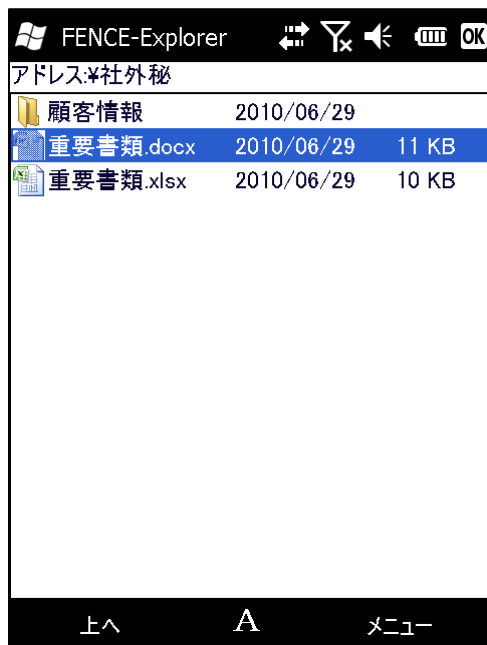 FENCE-Explorer OK
アドレス:¥社外秘
顧客情報 2010/06/29
重要書類.docx 2010/06/29 11 KB
重要書類.xlsx 2010/06/29 10 KB
上へ A メニュー